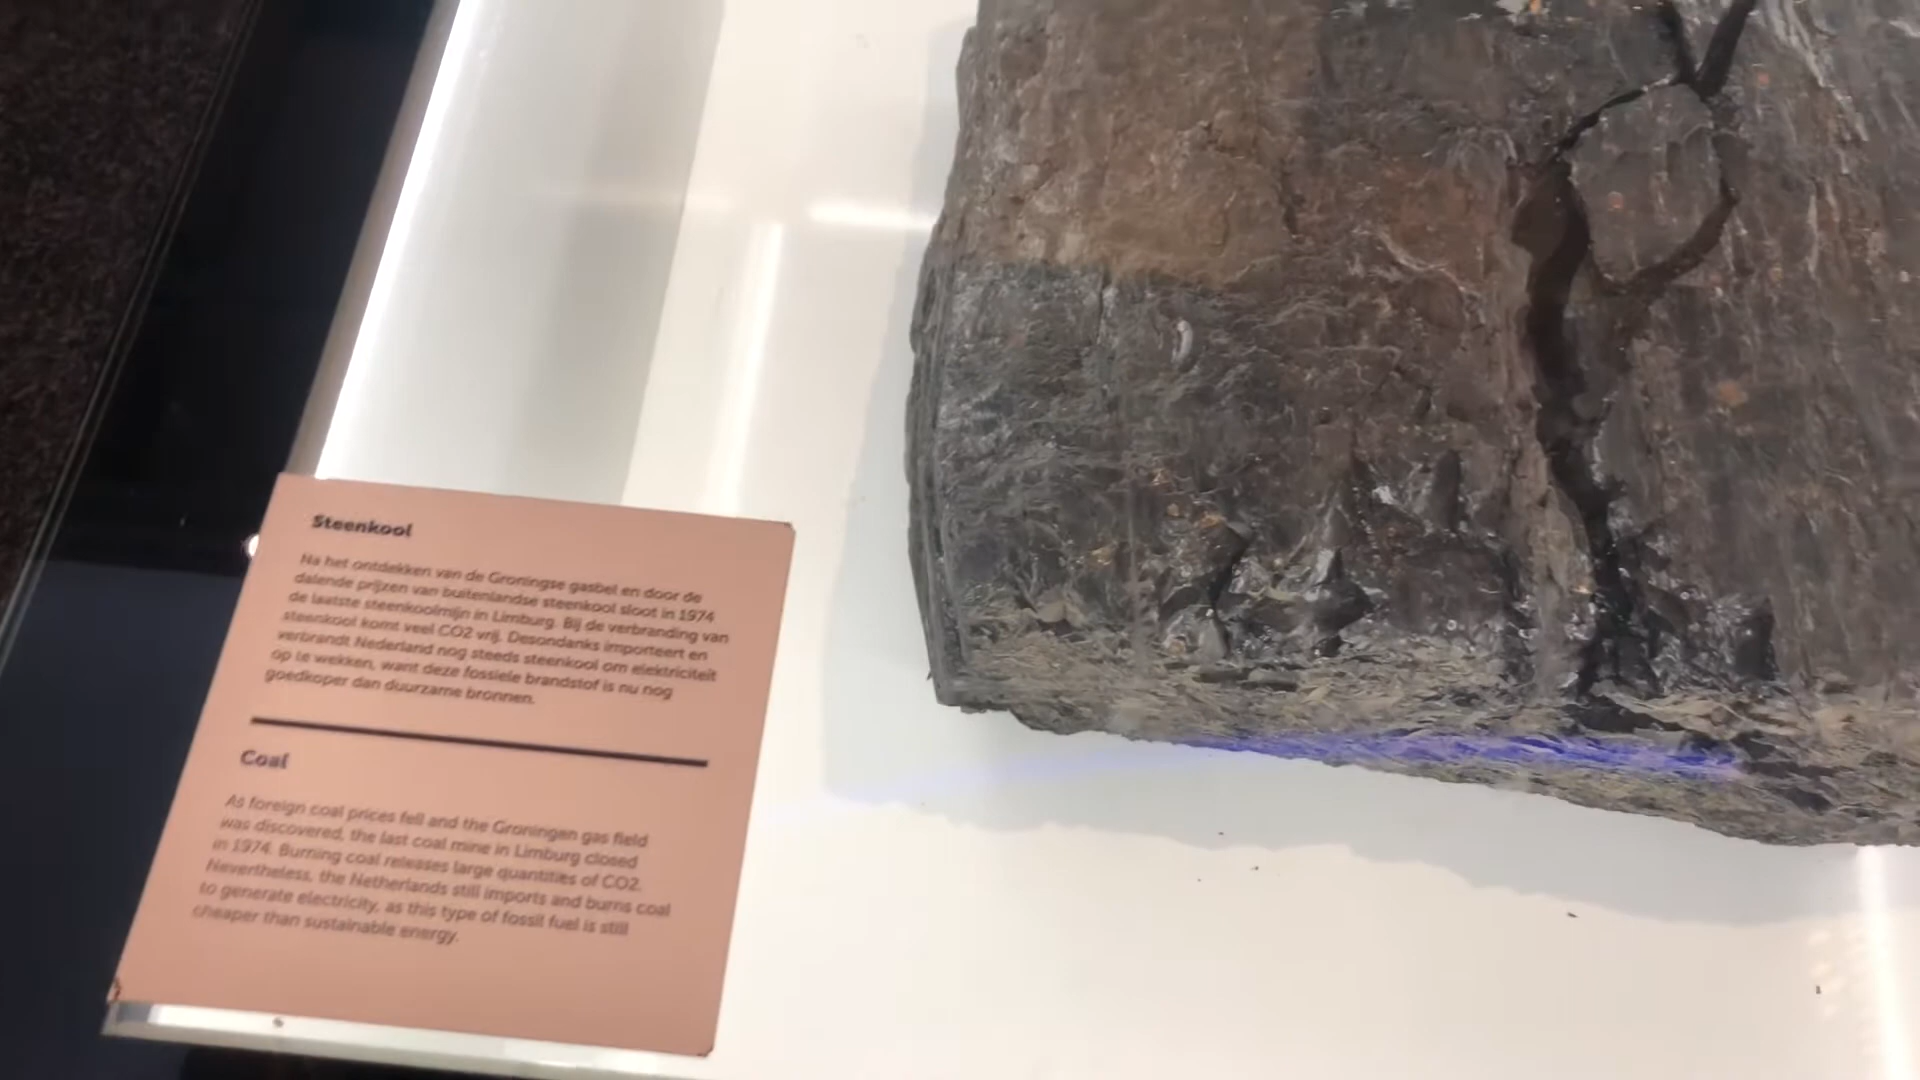 Steenkool
Na het ontdekken van de Groningse gasbel en door de
dalende prijzen van buitenlandse steenkool sloot in 1974
de laatste steenkoolmijn in Limburg. Bij de verbranding van
steenkool komt veel CO2 vrij. Desondanks importeert en
verbrandt Nederland nog steeds steenkool om elektriciteit
op te wekken, want deze fossiele brandstof is nu nog
goedkoper dan duurzame bronnen.
Coal
As foreign coal prices fell and the Groningen gas field
was discovered, the last coal mine in Limburg closed
in 1974. Burning coal releases large quantities of CO2.
Nevertheless, the Netherlands still imports and burns coal
to generate electricity, as this type of fossil fuel is still
cheaper than sustainable energy.